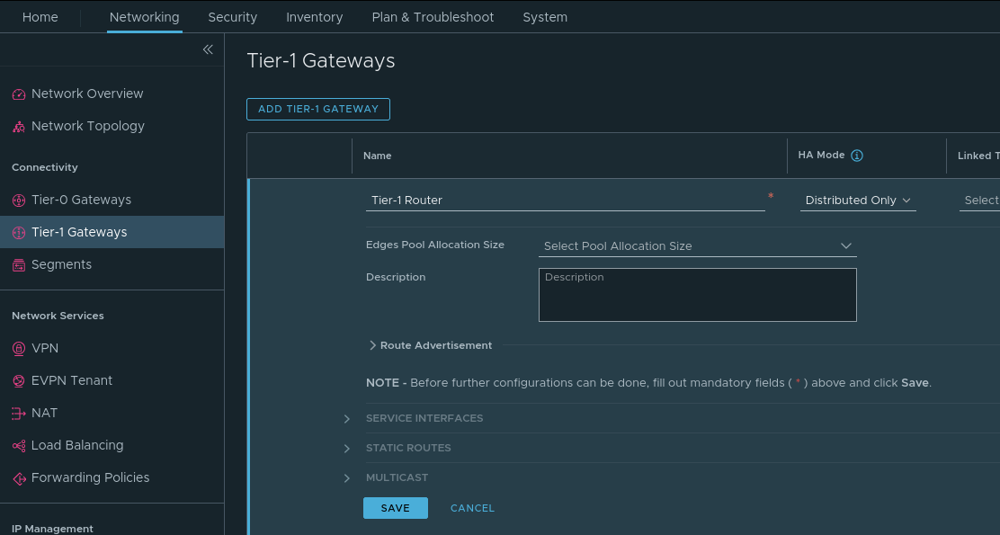 Home Networking Security Inventory Plan & Troubleshoot System
Tier-1 Gateways
Network Overview
Network Topology
Connectivity
Tier-0 Gateways
Tier-1 Gateways
Segments
Network Services
VPN
EVPN Tenant
NAT
Load Balancing
Forwarding Policies
IP Management
ADD TIER-1 GATEWAY
Name HA Mode Linked T
Tier-1 Router * Distributed Only Select
Edges Pool Allocation Size Select Pool Allocation Size
Description Description
Route Advertisement
NOTE - Before further configurations can be done, fill out mandatory fields ( * ) above and click Save.
SERVICE INTERFACES
STATIC ROUTES
MULTICAST
SAVE CANCEL